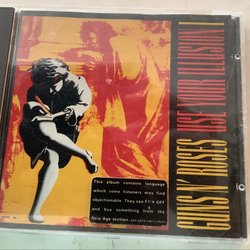 GUNS N' ROSES
USE YOUR ILLUSION I
This album contains language
which some listeners may find
objectionable. They can F?!* OFF
and buy something from the
New Age section.